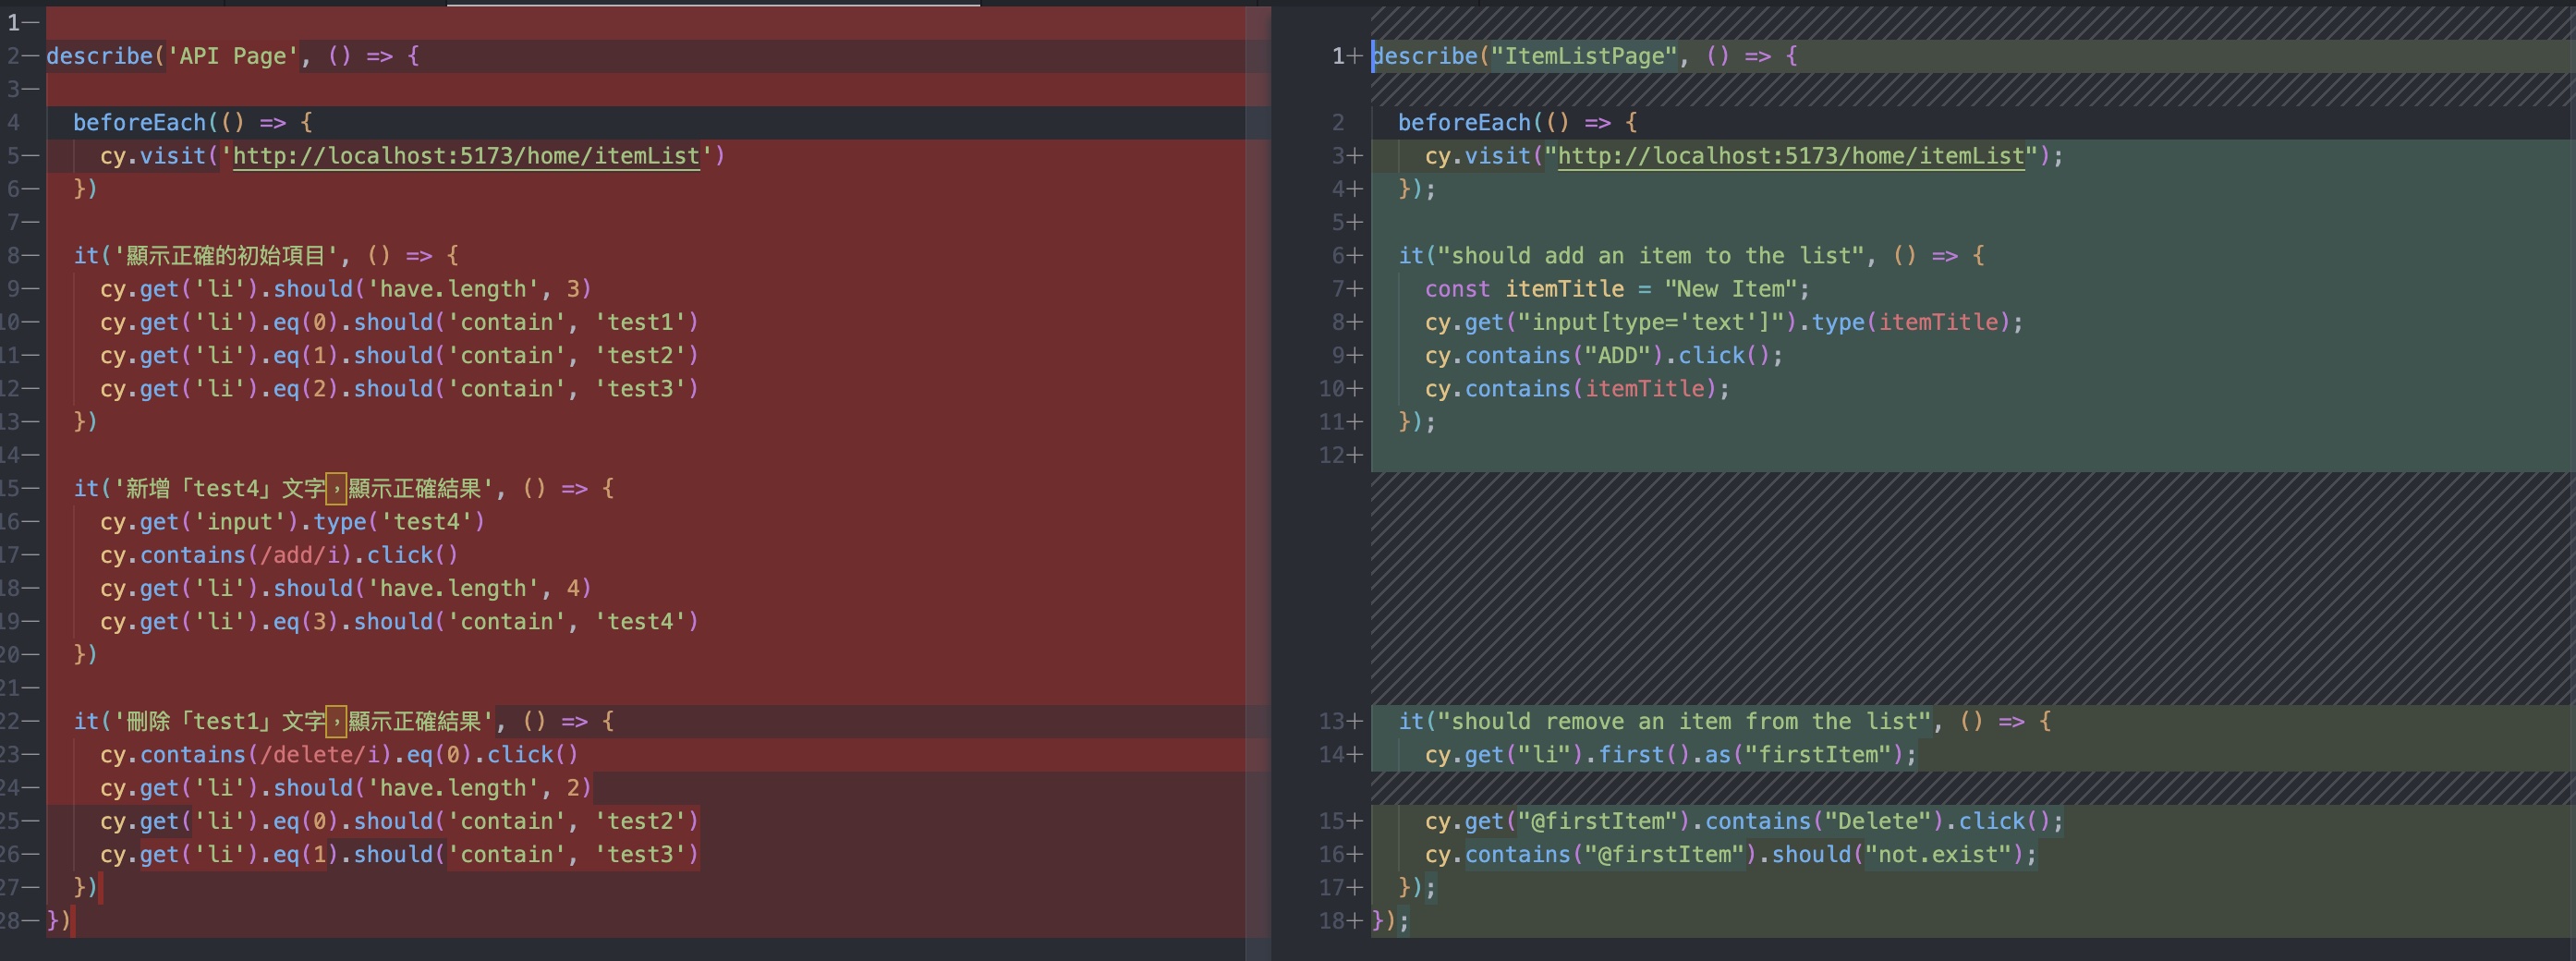 1—
2— describe('API Page', () => {
3—
4 beforeEach(() => {
5— cy.visit('http://localhost:5173/home/itemList')
6— })
7—
8— it('顯示正確的初始項目', () => {
9— cy.get('li').should('have.length', 3)
10— cy.get('li').eq(0).should('contain', 'test1')
11— cy.get('li').eq(1).should('contain', 'test2')
12— cy.get('li').eq(2).should('contain', 'test3')
13— })
14—
15— it('新增「test4」文字，顯示正確結果', () => {
16— cy.get('input').type('test4')
17— cy.contains(/add/i).click()
18— cy.get('li').should('have.length', 4)
19— cy.get('li').eq(3).should('contain', 'test4')
20— })
21—
22— it('刪除「test1」文字，顯示正確結果', () => {
23— cy.contains(/delete/i).eq(0).click()
24— cy.get('li').should('have.length', 2)
25— cy.get('li').eq(0).should('contain', 'test2')
26— cy.get('li').eq(1).should('contain', 'test3')
27— })
28— })
1+ describe("ItemListPage", () => {
2 beforeEach(() => {
3+ cy.visit("http://localhost:5173/home/itemList");
4+ });
5+
6+ it("should add an item to the list", () => {
7+ const itemTitle = "New Item";
8+ cy.get("input[type='text']").type(itemTitle);
9+ cy.contains("ADD").click();
10+ cy.contains(itemTitle);
11+ });
12+
13+ it("should remove an item from the list", () => {
14+ cy.get("li").first().as("firstItem");
15+ cy.get("@firstItem").contains("Delete").click();
16+ cy.contains("@firstItem").should("not.exist");
17+ });
18+ });